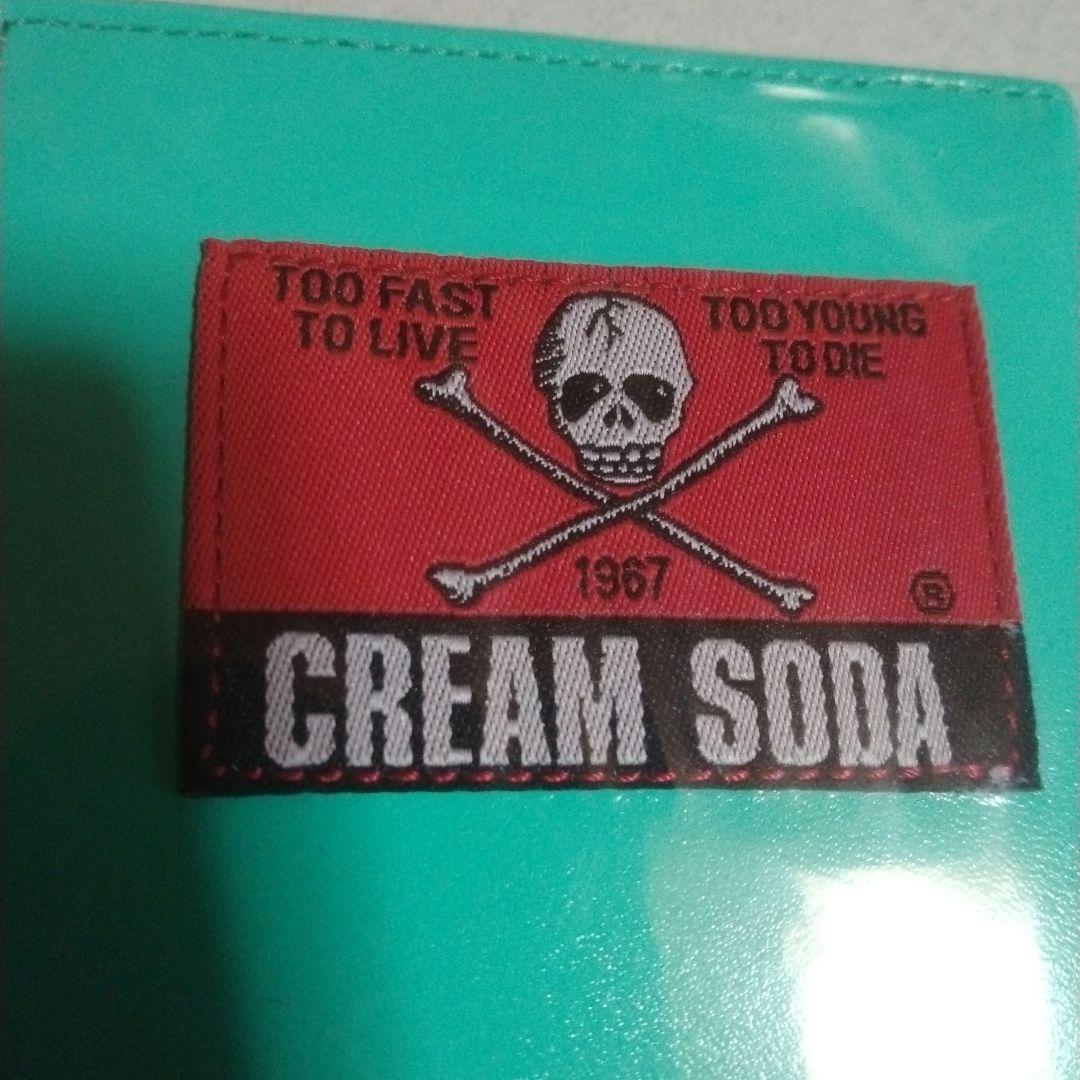 TOO FAST
TO LIVE
TOO YOUNG
TO DIE
1967
®
CREAM SODA